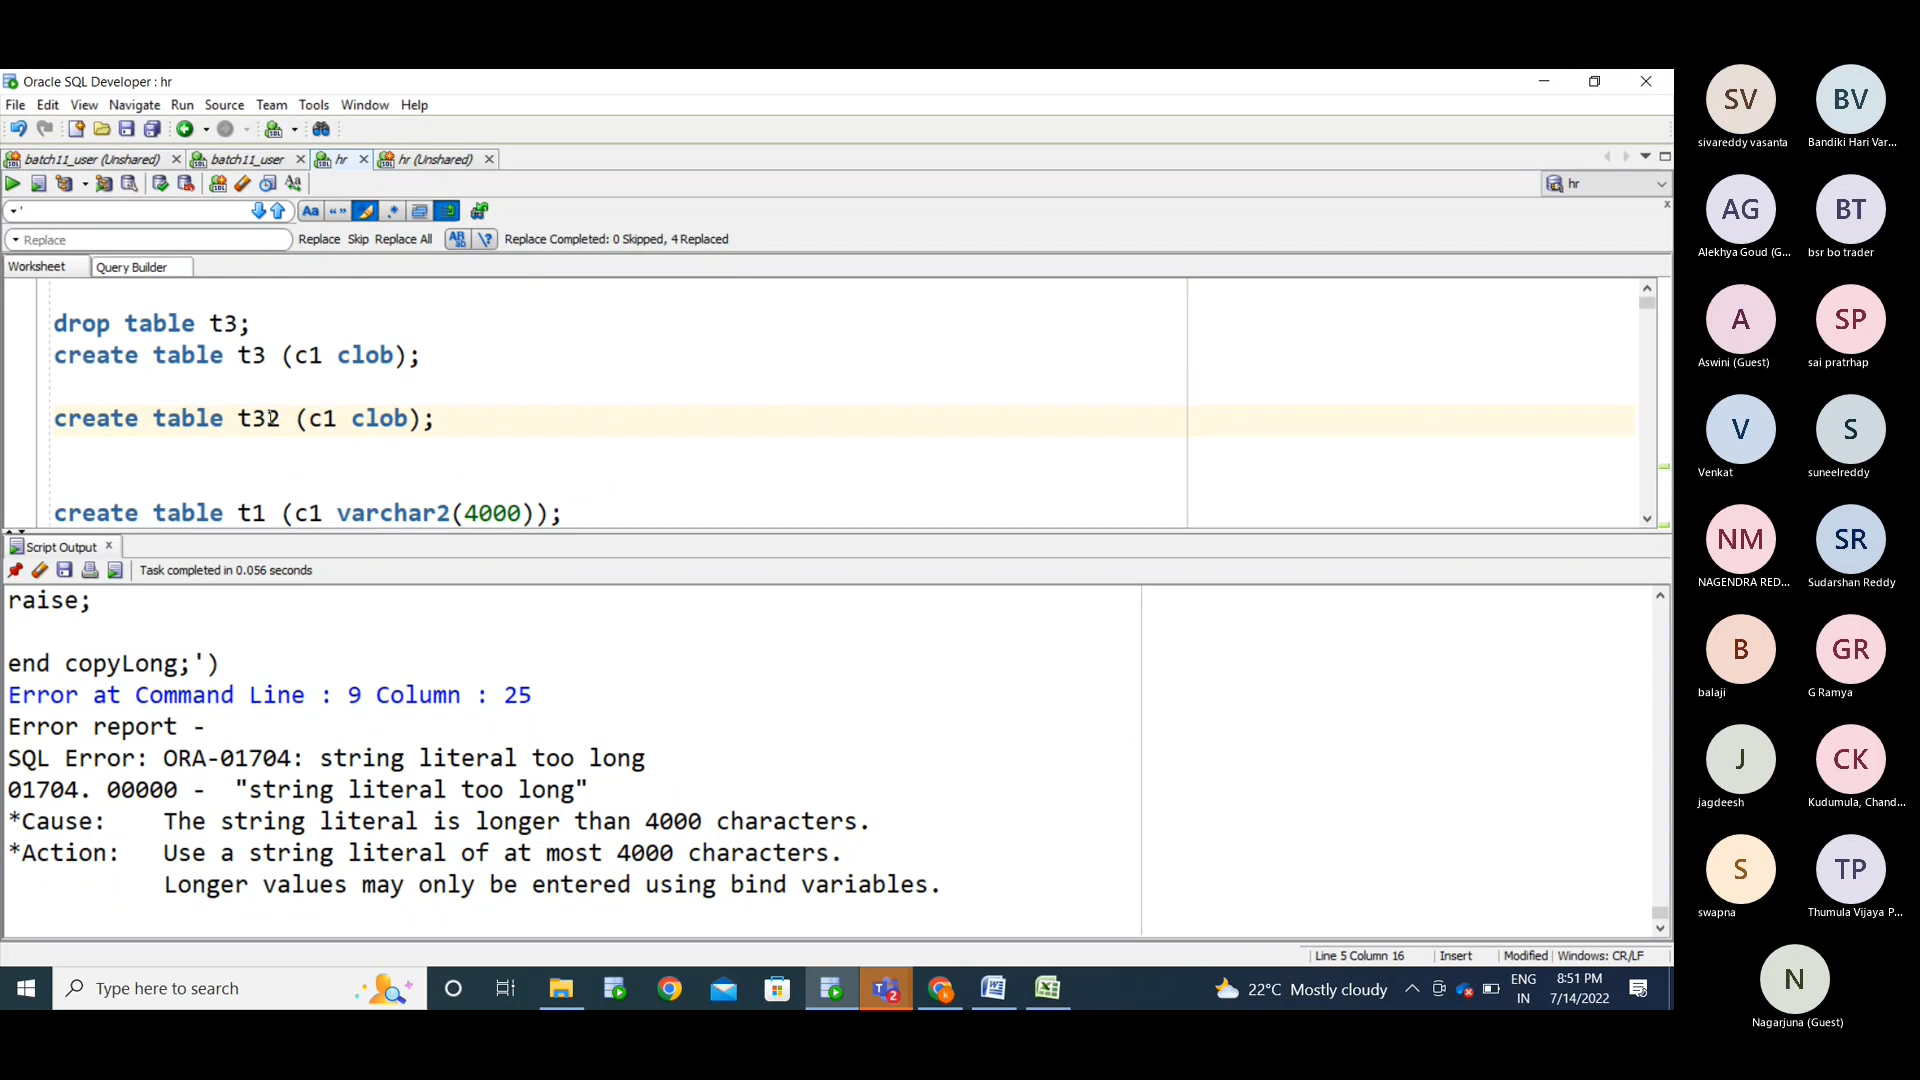 Oracle SQL Developer : hr
File Edit View Navigate Run Source Team Tools Window Help
batch11_user (Unshared) batch11_user hr hr (Unshared)
hr
'
Replace Replace Skip Replace All Replace Completed: 0 Skipped, 4 Replaced
Worksheet Query Builder
drop table t3;
create table t3 (c1 clob);
create table t32 (c1 clob);
create table t1 (c1 varchar2(4000));
Script Output
Task completed in 0.056 seconds
raise;
end copyLong;')
Error at Command Line : 9 Column : 25
Error report -
SQL Error: ORA-01704: string literal too long
01704. 00000 - "string literal too long"
*Cause: The string literal is longer than 4000 characters.
*Action: Use a string literal of at most 4000 characters.
Longer values may only be entered using bind variables.
Line 5 Column 16 Insert Modified Windows: CR/LF
Type here to search
22°C Mostly cloudy
ENG
IN
8:51 PM
7/14/2022
SV BV
sivareddy vasanta Bandiki Hari Var...
AG BT
Alekhya Goud (G... bsr bo trader
A SP
Aswini (Guest) sai pratrhap
V S
Venkat suneelreddy
NM SR
NAGENDRA RED... Sudarshan Reddy
B GR
balaji G Ramya
J CK
jagdeesh Kudumula, Chand...
S TP
swapna Thumula Vijaya P...
N
Nagarjuna (Guest)